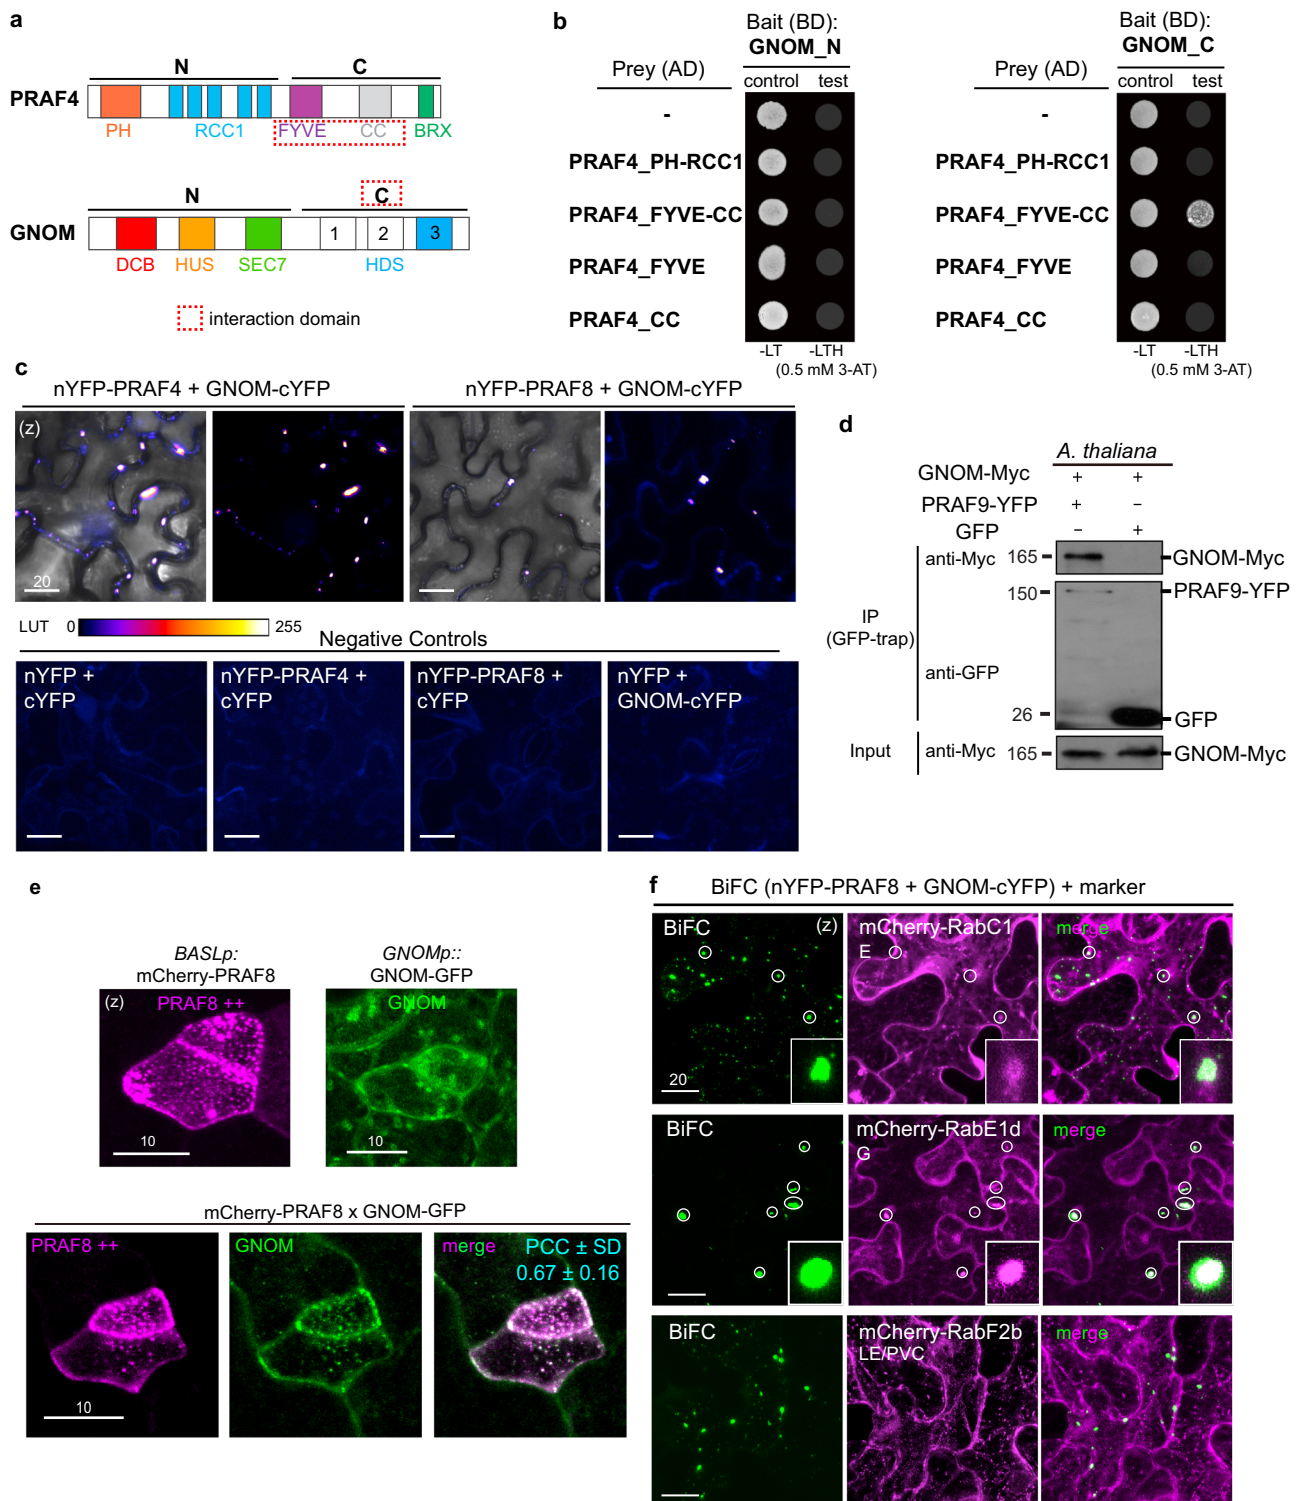 a
N C
PRAF4
PH RCC1 FYVE CC BRX
N C
GNOM 1 2 3
DCB HUS SEC7 HDS
interaction domain
b
Bait (BD):
GNOM_N
Prey (AD) control test
-
PRAF4_PH-RCC1
PRAF4_FYVE-CC
PRAF4_FYVE
PRAF4_CC
-LT -LTH
(0.5 mM 3-AT)
Bait (BD):
GNOM_C
Prey (AD) control test
-
PRAF4_PH-RCC1
PRAF4_FYVE-CC
PRAF4_FYVE
PRAF4_CC
-LT -LTH
(0.5 mM 3-AT)
c
nYFP-PRAF4 + GNOM-cYFP nYFP-PRAF8 + GNOM-cYFP
(z)
20
LUT 0 255
Negative Controls
nYFP +
cYFP
nYFP-PRAF4 +
cYFP
nYFP-PRAF8 +
cYFP
nYFP +
GNOM-cYFP
d
A. thaliana
GNOM-Myc + +
PRAF9-YFP + –
GFP – +
IP
(GFP-trap)
anti-Myc 165 GNOM-Myc
150 PRAF9-YFP
anti-GFP
26 GFP
Input anti-Myc 165 GNOM-Myc
e
BASLp:
mCherry-PRAF8
(z)
PRAF8 ++
10
GNOMp::
GNOM-GFP
GNOM
10
mCherry-PRAF8 x GNOM-GFP
PRAF8 ++
10
GNOM
merge
PCC ± SD
0.67 ± 0.16
f
BiFC (nYFP-PRAF8 + GNOM-cYFP) + marker
BiFC
(z)
20
mCherry-RabC1
E
merge
BiFC
mCherry-RabE1d
G
merge
BiFC
mCherry-RabF2b
LE/PVC
merge